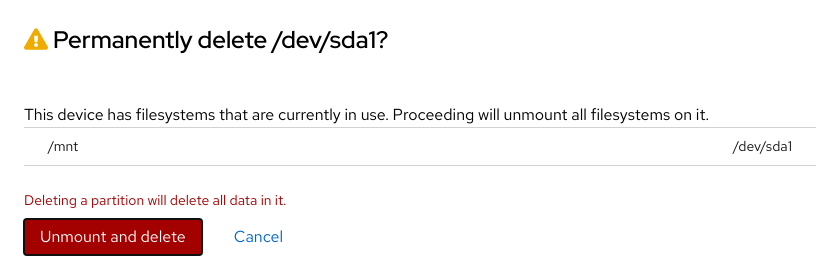 Permanently delete /dev/sda1?
This device has filesystems that are currently in use. Proceeding will unmount all filesystems on it.
/mnt /dev/sda1
Deleting a partition will delete all data in it.
Unmount and delete Cancel